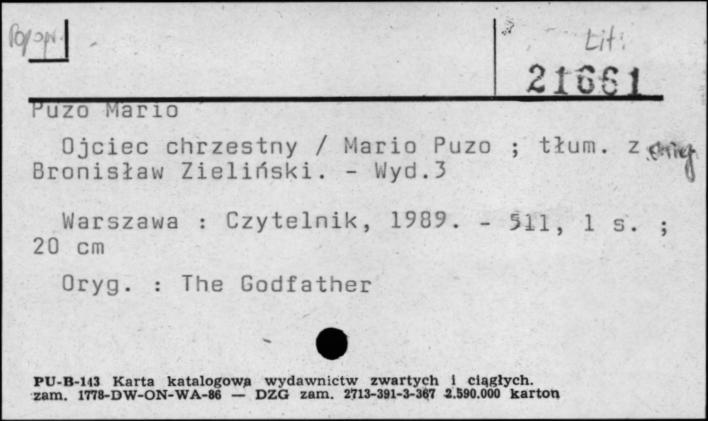 Lit.
21661
Puzo Mario
Ojciec chrzestny / Mario Puzo ; tłum. z
Bronisław Zieliński. - Wyd.3
Warszawa : Czytelnik, 1989. - 511, 1 s. ;
20 cm
Oryg. : The Godfather
PU-B-143 Karta katalogowa wydawnictw zwartych i ciągłych.
zam. 1778-DW-ON-WA-86 — DZG zam. 2713-391-3-367 2.590.000 karton